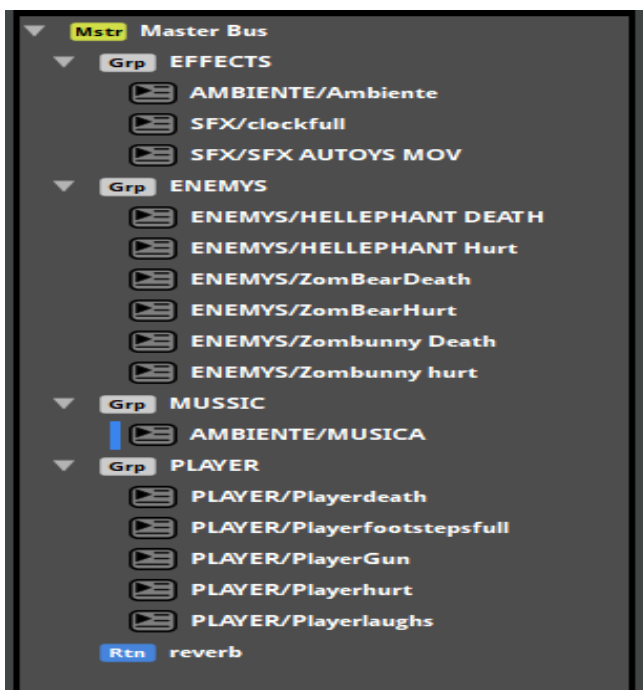 Mstr Master Bus
Grp EFFECTS
AMBIENTE/Ambiente
SFX/clockfull
SFX/SFX AUTOYS MOV
Grp ENEMYS
ENEMYS/HELLEPHANT DEATH
ENEMYS/HELLEPHANT Hurt
ENEMYS/ZomBearDeath
ENEMYS/ZomBearHurt
ENEMYS/Zombunny Death
ENEMYS/Zombunny hurt
Grp MUSSIC
AMBIENTE/MUSICA
Grp PLAYER
PLAYER/Playerdeath
PLAYER/Playerfootstepsfull
PLAYER/PlayerGun
PLAYER/Playerhurt
PLAYER/Playerlaughs
Rtn reverb